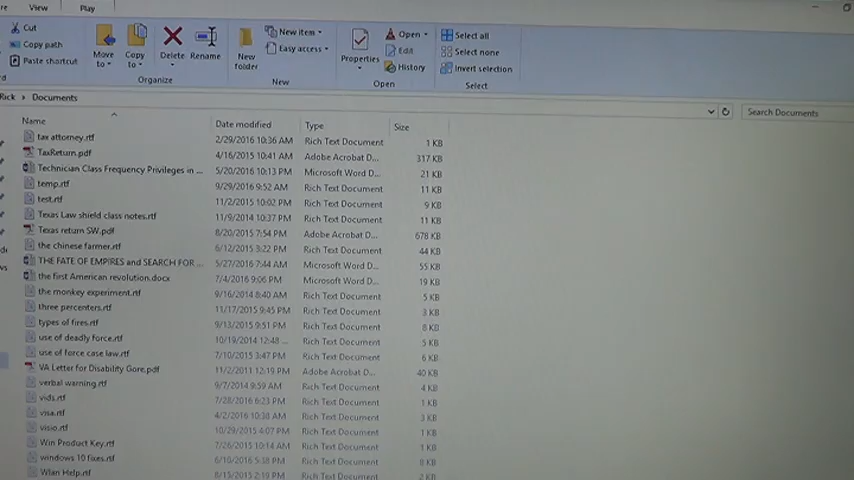 View Play
Cut
Copy path
Paste shortcut
Move to
Copy to
Delete
Rename
Organize
New folder
New item
Easy access
New
Properties
Open
Edit
History
Open
Select all
Select none
Invert selection
Select
Rick > Documents
Search Documents
Name Date modified Type Size
tax attorney.rtf 2/29/2016 10:36 AM Rich Text Document 1 KB
TaxReturn.pdf 4/16/2015 10:41 AM Adobe Acrobat D... 317 KB
Technician Class Frequency Privileges in ... 5/20/2016 10:13 PM Microsoft Word D... 21 KB
temp.rtf 9/29/2016 9:52 AM Rich Text Document 11 KB
test.rtf 11/2/2015 10:02 PM Rich Text Document 9 KB
Texas Law shield class notes.rtf 11/9/2014 10:37 PM Rich Text Document 11 KB
Texas return SW.pdf 8/20/2015 7:54 PM Adobe Acrobat D... 678 KB
the chinese farmer.rtf 6/12/2015 3:22 PM Rich Text Document 44 KB
THE FATE OF EMPIRES and SEARCH FOR ... 5/27/2016 7:44 AM Microsoft Word D... 55 KB
the first American revolution.docx 7/4/2016 9:06 PM Microsoft Word D... 19 KB
the monkey experiment.rtf 9/16/2014 8:40 AM Rich Text Document 5 KB
three percenters.rtf 11/17/2015 9:45 PM Rich Text Document 3 KB
types of fires.rtf 9/13/2015 9:51 PM Rich Text Document 8 KB
use of deadly force.rtf 10/19/2014 12:48 ... Rich Text Document 5 KB
use of force case law.rtf 7/10/2015 3:47 PM Rich Text Document 6 KB
VA Letter for Disability Gore.pdf 11/2/2011 12:19 PM Adobe Acrobat D... 40 KB
verbal warning.rtf 9/7/2014 9:59 AM Rich Text Document 4 KB
vids.rtf 7/28/2016 6:23 PM Rich Text Document 1 KB
visa.rtf 4/2/2016 10:38 AM Rich Text Document 3 KB
visio.rtf 10/29/2015 4:07 PM Rich Text Document 1 KB
Win Product Key.rtf 7/26/2015 10:14 AM Rich Text Document 1 KB
windows 10 fixes.rtf 6/10/2016 5:38 PM Rich Text Document 8 KB
Wlan Help.rtf 8/15/2015 2:19 PM Rich Text Document 2 KB